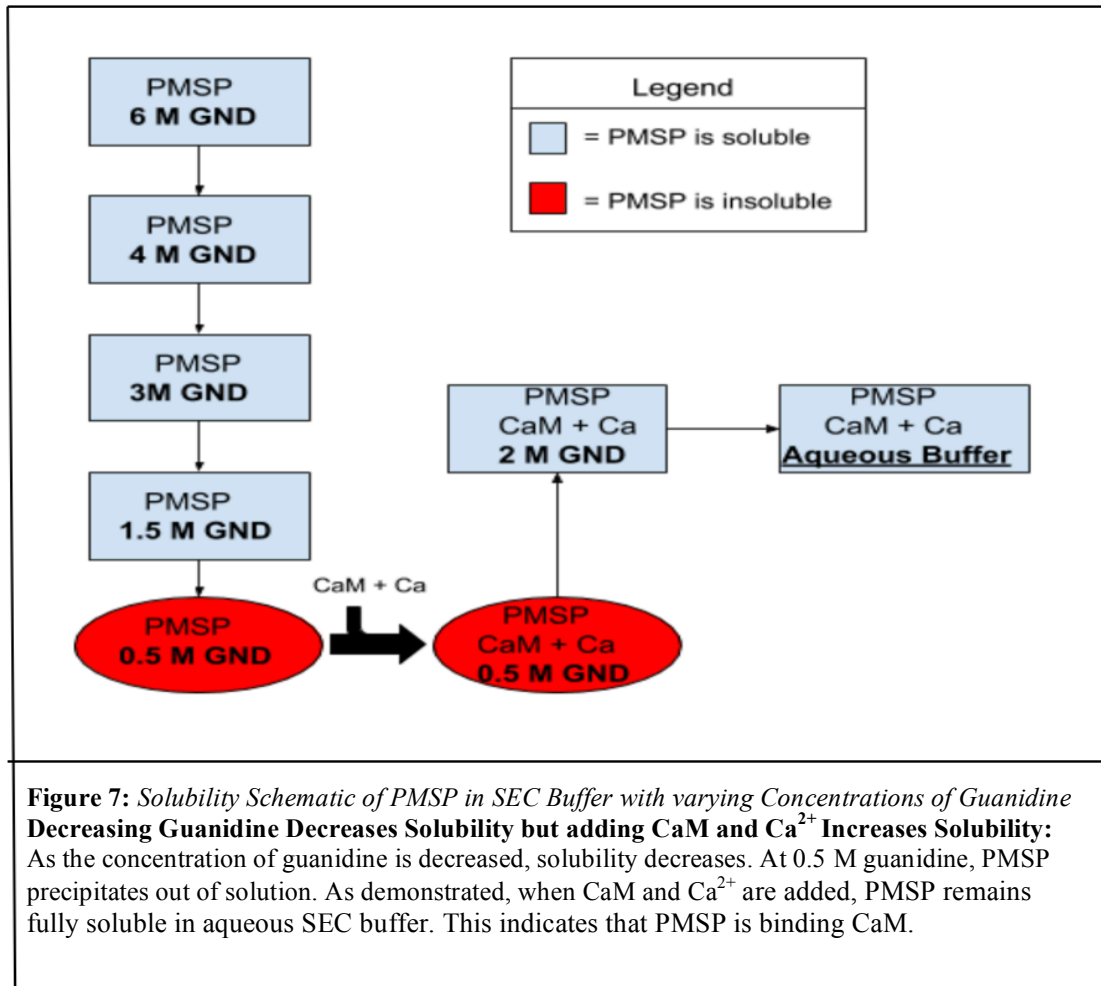 PMSP
6 M GND
Legend
= PMSP is soluble
= PMSP is insoluble
PMSP
4 M GND
PMSP
3M GND
PMSP
1.5 M GND
PMSP
0.5 M GND
CaM + Ca
PMSP
CaM + Ca
0.5 M GND
PMSP
CaM + Ca
2 M GND
PMSP
CaM + Ca
Aqueous Buffer
Figure 7: Solubility Schematic of PMSP in SEC Buffer with varying Concentrations of Guanidine
Decreasing Guanidine Decreases Solubility but adding CaM and Ca²⁺ Increases Solubility:
As the concentration of guanidine is decreased, solubility decreases. At 0.5 M guanidine, PMSP
precipitates out of solution. As demonstrated, when CaM and Ca²⁺ are added, PMSP remains
fully soluble in aqueous SEC buffer. This indicates that PMSP is binding CaM.